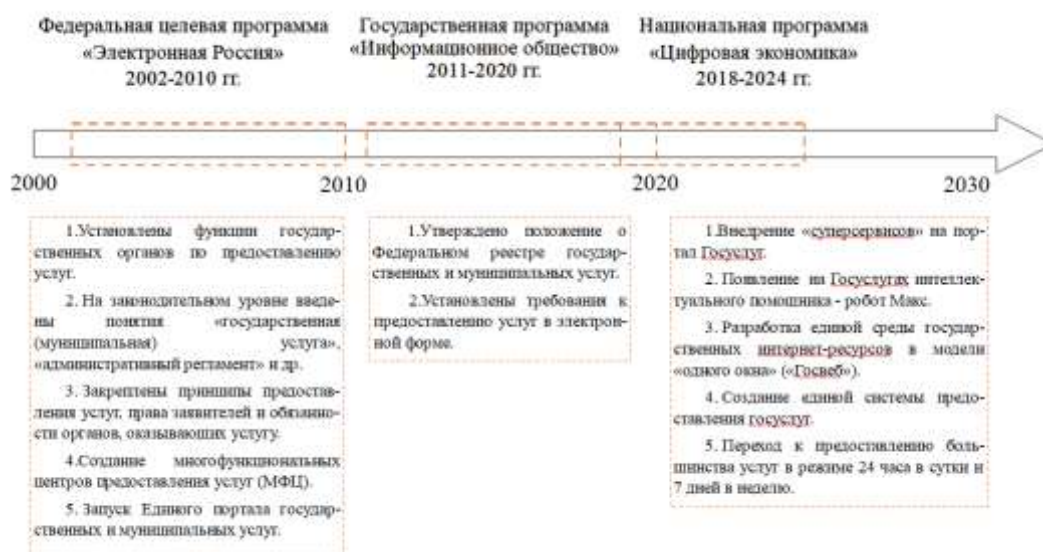 Федеральная целевая программа
«Электронная Россия»
2002-2010 гг.
Государственная программа
«Информационное общество»
2011-2020 гг.
Национальная программа
«Цифровая экономика»
2018-2024 гг.
2000
2010
2020
2030
1.Установлены функции государ-
ственных органов по предоставлению
услуг.
2. На законодательном уровне введе-
ны понятия «государственная
(муниципальная) услуга»,
«административный регламент» и др.
3. Закреплены принципы предостав-
ления услуг, права заявителей и обязанно-
сти органов, оказывающих услугу.
4.Создание многофункциональных
центров предоставления услуг (МФЦ).
5. Запуск Единого портала государ-
ственных и муниципальных услуг.
1.Утверждено положение о
Федеральном реестре государ-
ственных и муниципальных услуг.
2.Установлены требования к
предоставлению услуг в электрон-
ной форме.
1.Внедрение «суперсервисов» на пор-
тал Госуслуг.
2. Появление на Госуслугах интеллек-
туального помощника - робот Макс.
3. Разработка единой среды государ-
ственных интернет-ресурсов в модели
«одного окна» («Госвеб»).
4. Создание единой системы предо-
ставления госуслуг.
5. Переход к предоставлению боль-
шинства услуг в режиме 24 часа в сутки и
7 дней в неделю.